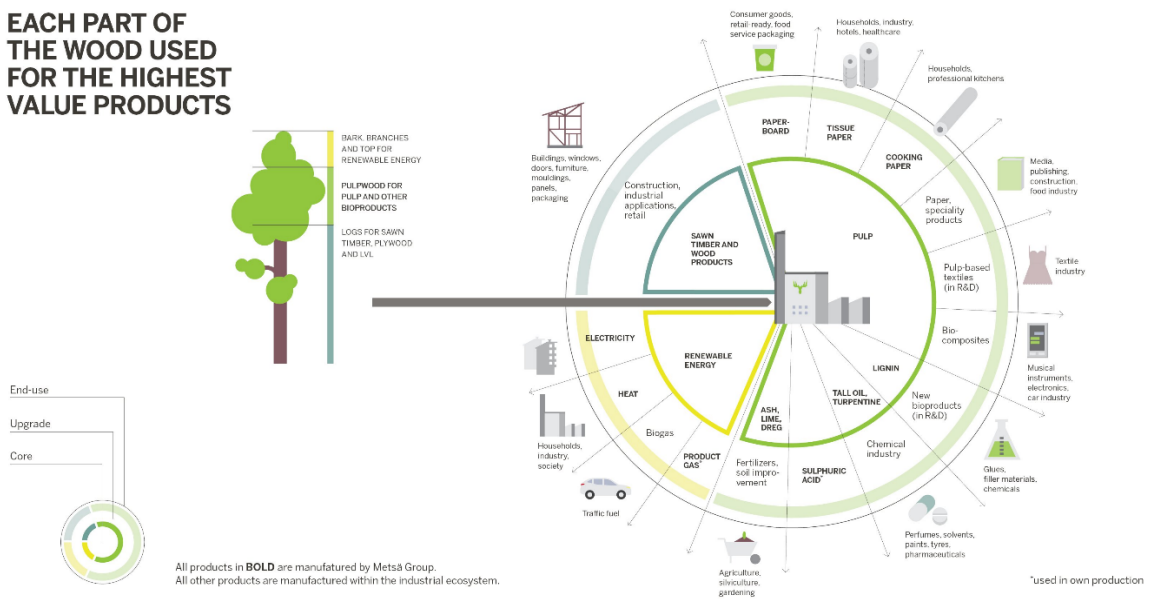 EACH PART OF
THE WOOD USED
FOR THE HIGHEST
VALUE PRODUCTS
BARK, BRANCHES
AND TOP FOR
RENEWABLE ENERGY
PULPWOOD FOR
PULP AND OTHER
BIOPRODUCTS
LOGS FOR SAWN
TIMBER, PLYWOOD
AND LVL
Consumer goods,
retail-ready, food
service packaging
Households, industry,
hotels, healthcare
Households,
professional kitchens
Media,
publishing,
construction,
food industry
Textile
industry
Musical
instruments,
electronics,
car industry
Glues,
filler materials,
chemicals
Perfumes, solvents,
paints, tyres,
pharmaceuticals
Agriculture,
silviculture,
gardening
Traffic fuel
Households,
industry,
society
Buildings, windows,
doors, furniture,
mouldings,
panels,
packaging
Construction,
industrial
applications,
retail
PAPER-
BOARD
TISSUE
PAPER
COOKING
PAPER
Paper,
speciality
products
Pulp-based
textiles
(in R&D)
Bio-
composites
New
bioproducts
(in R&D)
Chemical
industry
SULPHURIC
ACID*
Fertilizers,
soil impro-
vement
PRODUCT
GAS*
Biogas
HEAT
ELECTRICITY
SAWN
TIMBER AND
WOOD
PRODUCTS
PULP
LIGNIN
TALL OIL,
TURPENTINE
ASH,
LIME,
DREG
RENEWABLE
ENERGY
End-use
Upgrade
Core
All products in BOLD are manufatured by Metsä Group.
All other products are manufactured within the industrial ecosystem.
*used in own production